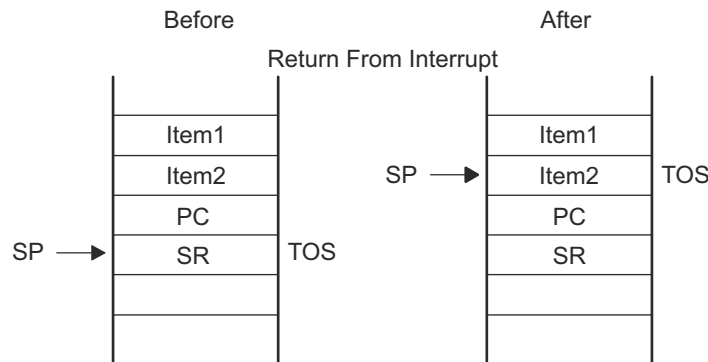 Before After
Return From Interrupt
Item1 Item1
SP Item2 Item2 TOS
PC PC
SP SR TOS SR